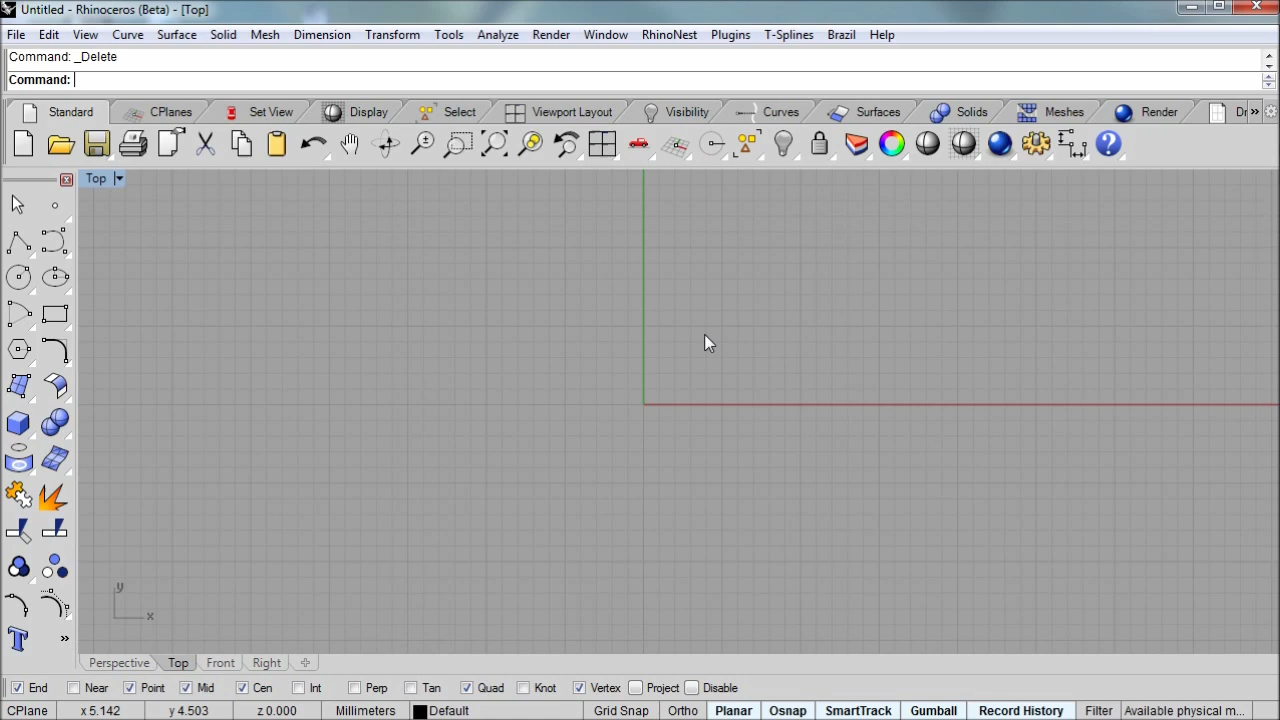 Untitled - Rhinoceros (Beta) - [Top]
File Edit View Curve Surface Solid Mesh Dimension Transform Tools Analyze Render Window RhinoNest Plugins T-Splines Brazil Help
Command: _Delete
Command:
Standard CPlanes Set View Display Select Viewport Layout Visibility Curves Surfaces Solids Meshes Render Dr »
Top
y
x
T »
Perspective Top Front Right
End Near Point Mid Cen Int Perp Tan Quad Knot Vertex Project Disable
CPlane x 5.142 y 4.503 z 0.000 Millimeters Default Grid Snap Ortho Planar Osnap SmartTrack Gumball Record History Filter Available physical m...